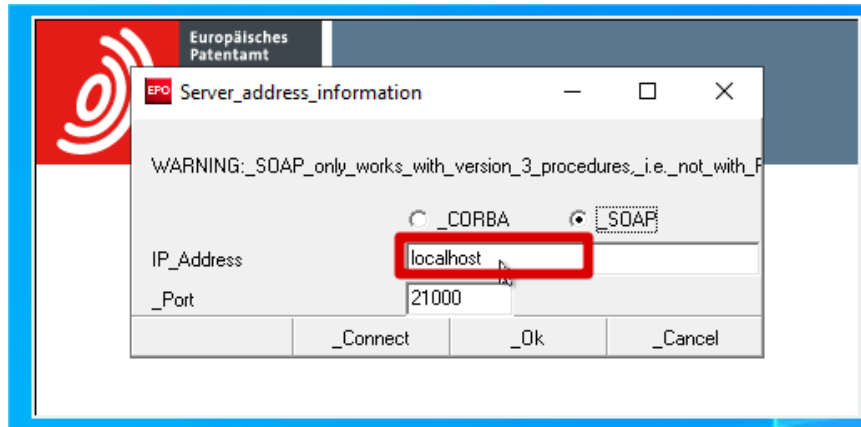 Europäisches
Patentamt
EPO Server_address_information
WARNING:_SOAP_only_works_with_version_3_procedures,_i.e._not_with_
_CORBA _SOAP
IP_Address localhost
_Port 21000
_Connect _Ok _Cancel